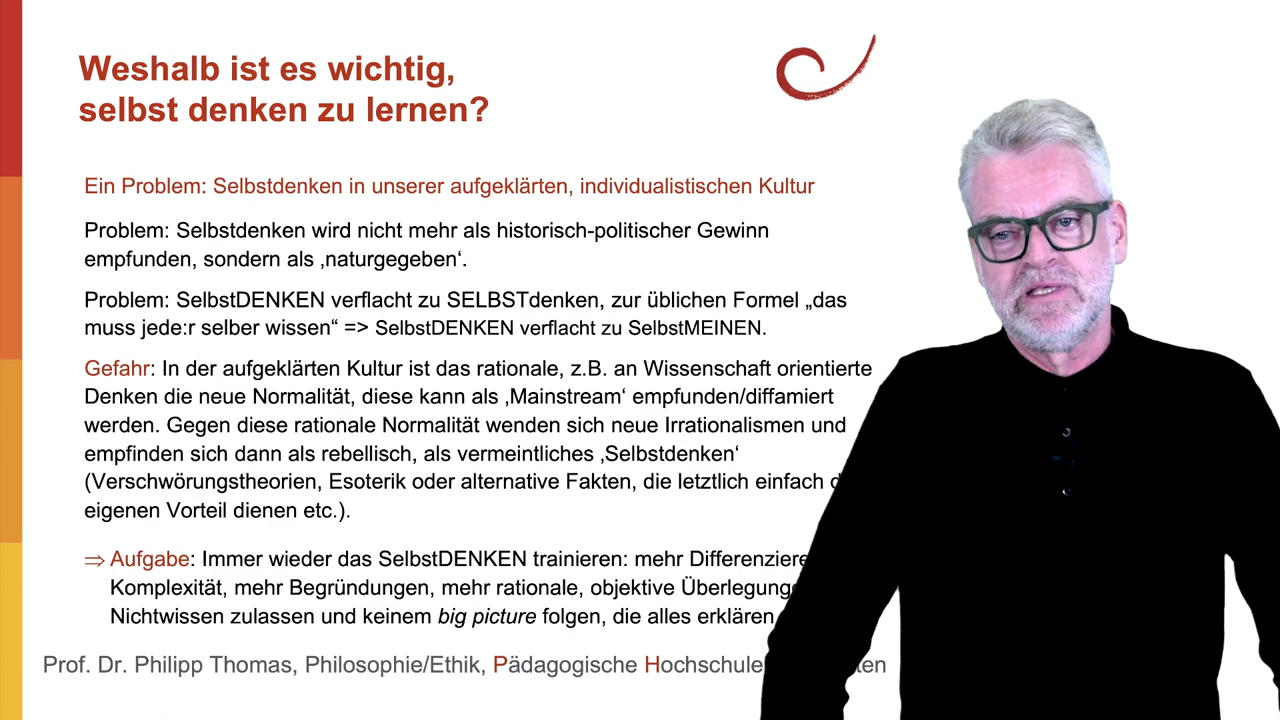 Weshalb ist es wichtig,
selbst denken zu lernen?
Ein Problem: Selbstdenken in unserer aufgeklärten, individualistischen Kultur
Problem: Selbstdenken wird nicht mehr als historisch-politischer Gewinn
empfunden, sondern als ‚naturgegeben‘.
Problem: SelbstDENKEN verflacht zu SELBSTdenken, zur üblichen Formel „das
muss jede:r selber wissen“ => SelbstDENKEN verflacht zu SelbstMEINEN.
Gefahr: In der aufgeklärten Kultur ist das rationale, z.B. an Wissenschaft orientierte
Denken die neue Normalität, diese kann als ‚Mainstream‘ empfunden/diffamiert
werden. Gegen diese rationale Normalität wenden sich neue Irrationalismen und
empfinden sich dann als rebellisch, als vermeintliches ‚Selbstdenken‘
(Verschwörungstheorien, Esoterik oder alternative Fakten, die letztlich einfach
eigenen Vorteil dienen etc.).
⇒ Aufgabe: Immer wieder das SelbstDENKEN trainieren: mehr
Komplexität, mehr Begründungen, mehr rationale, objektive
Nichtwissen zulassen und keinem big picture folgen, die alles erklären
Prof. Dr. Philipp Thomas, Philosophie/Ethik, Pädagogische Hochschule